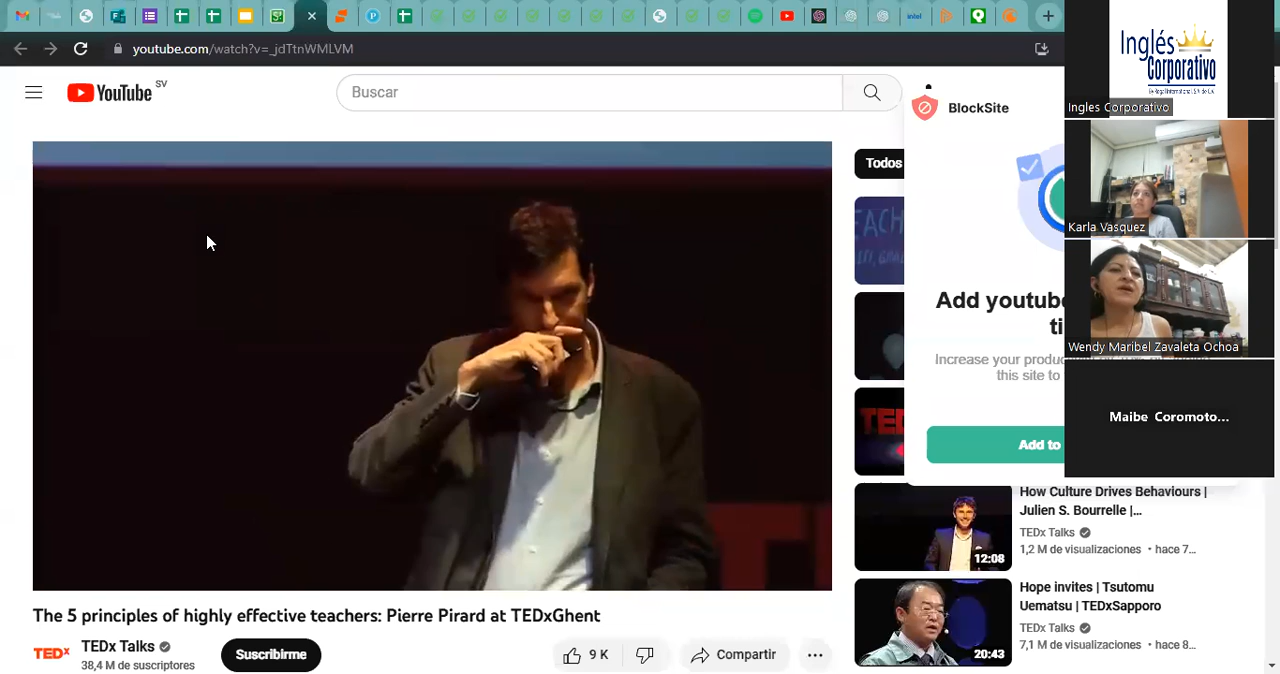 youtube.com/watch?v=_jdTtnWMLVM
YouTube SV
Buscar
BlockSite
Add youtube
ti
Increase your produ
this site to
Add to
Todos
TED
The 5 principles of highly effective teachers: Pierre Pirard at TEDxGhent
TEDx
TEDx Talks
38,4 M de suscriptores
Suscribirme
9 K
Compartir
How Culture Drives Behaviours |
Julien S. Bourrelle |...
TEDx Talks
1,2 M de visualizaciones • hace 7...
12:08
Hope invites | Tsutomu
Uematsu | TEDxSapporo
TEDx Talks
7,1 M de visualizaciones • hace 8...
20:43
Inglés
Corporativo
Ingles Corporativo
Karla Vasquez
Wendy Maribel Zavaleta Ochoa
Maibe Coromoto...